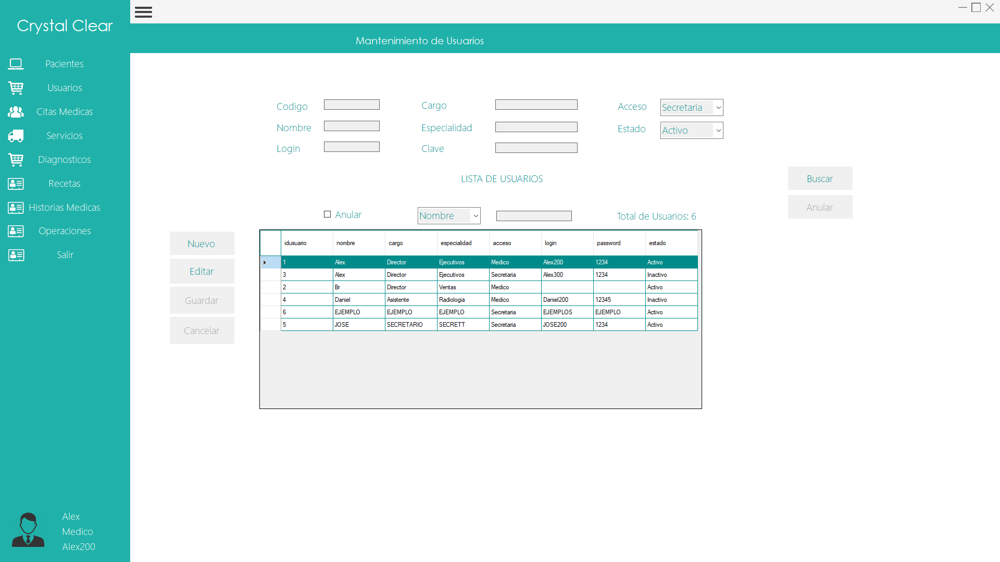 Crystal Clear
Mantenimiento de Usuarios
Pacientes
Usuarios
Citas Medicas
Servicios
Diagnosticos
Recetas
Historias Medicas
Operaciones
Salir
Codigo
Cargo
Acceso Secretaria
Nombre
Especialidad
Estado Activo
Login
Clave
LISTA DE USUARIOS
Buscar
Anular
Anular
Nombre
Total de Usuarios: 6
Nuevo
Editar
Guardar
Cancelar
idusuario nombre cargo especialidad acceso login password estado
1 Alex Director Ejecutivos Medico Alex200 1234 Activo
3 Alex Director Ejecutivos Secretaria Alex300 1234 Inactivo
2 Br Director Ventas Medico Activo
4 Daniel Asistente Radiologia Medico Daniel200 12345 Inactivo
6 EJEMPLO EJEMPLO EJEMPLO Secretaria EJEMPLOS EJEMPLO Activo
5 JOSE SECRETARIO SECRETT Secretaria JOSE200 1234 Activo
Alex
Medico
Alex200